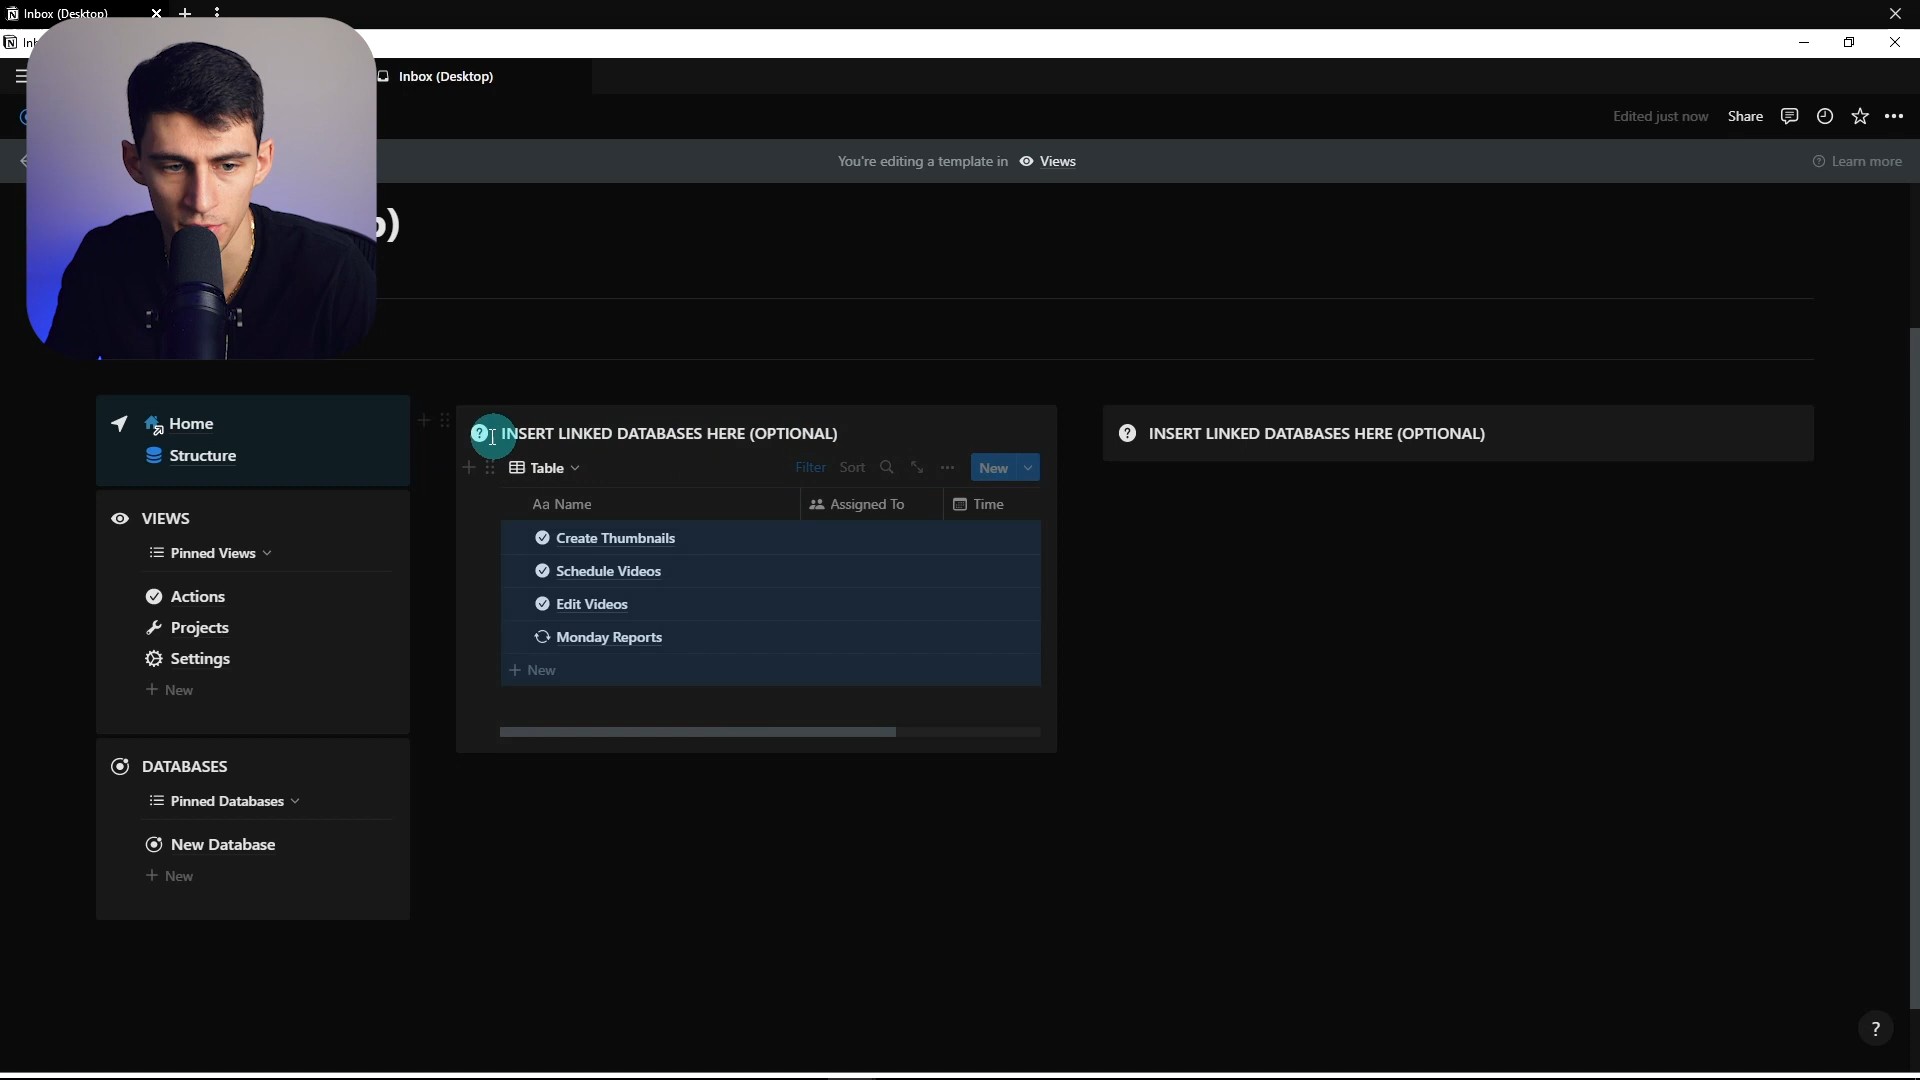 Inbox (Desktop)
In
Inbox (Desktop)
Edited just now
Share
You're editing a template in
Views
Learn more
p)
Home
Structure
VIEWS
Pinned Views
Actions
Projects
Settings
+ New
DATABASES
Pinned Databases
New Database
+ New
INSERT LINKED DATABASES HERE (OPTIONAL)
Table
Filter
Sort
New
Aa Name
Assigned To
Time
Create Thumbnails
Schedule Videos
Edit Videos
Monday Reports
+ New
INSERT LINKED DATABASES HERE (OPTIONAL)
?